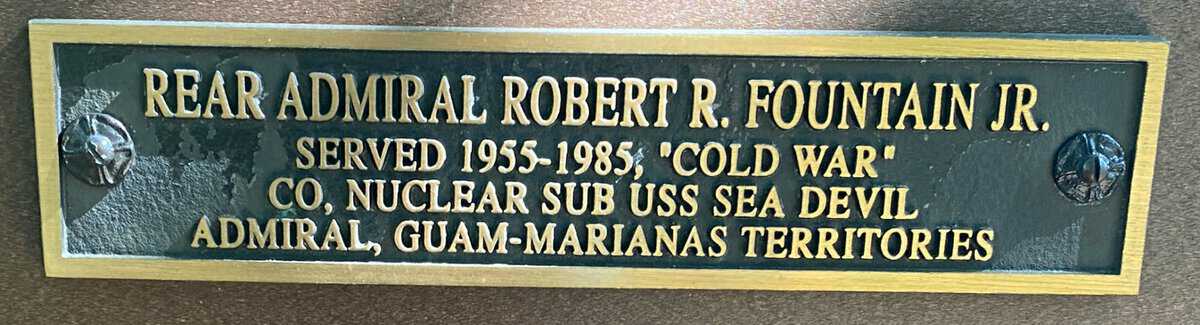 REAR ADMIRAL ROBERT R. FOUNTAIN JR.
SERVED 1955-1985, "COLD WAR"
CO, NUCLEAR SUB USS SEA DEVIL
ADMIRAL, GUAM-MARIANAS TERRITORIES